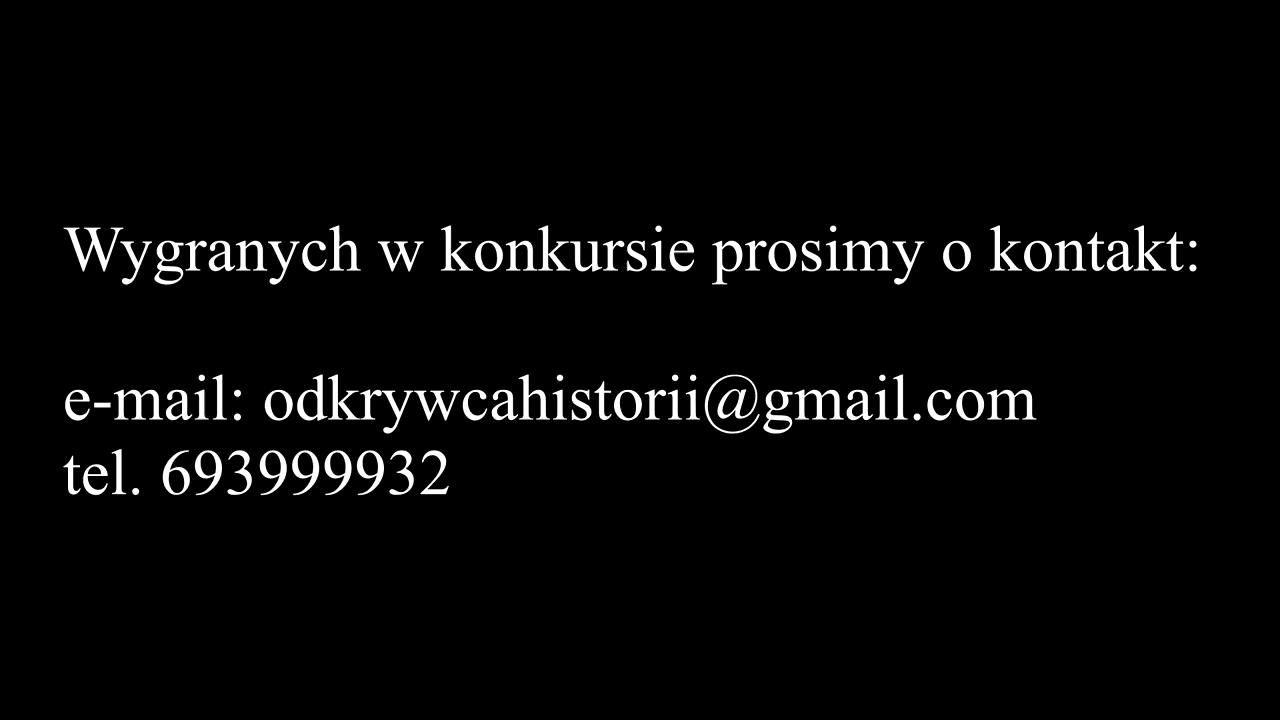 Wygranych w konkursie prosimy o kontakt:
e-mail: odkrywcahistorii@gmail.com
tel. 693999932